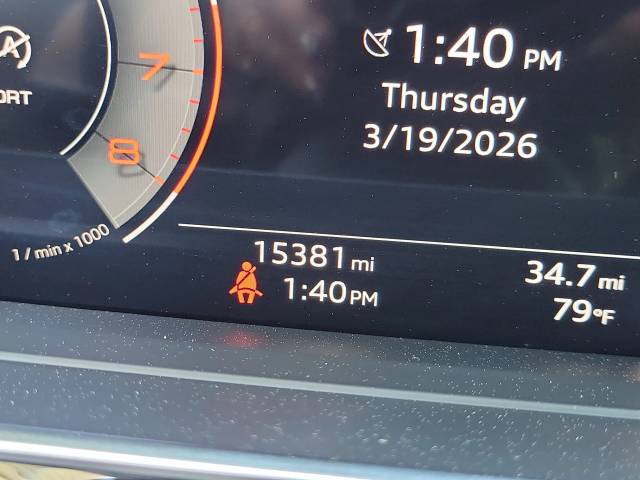 1:40 PM
Thursday
3/19/2026
7
8
1 / min x 1000
15381 mi
1:40 PM
34.7 mi
79°F